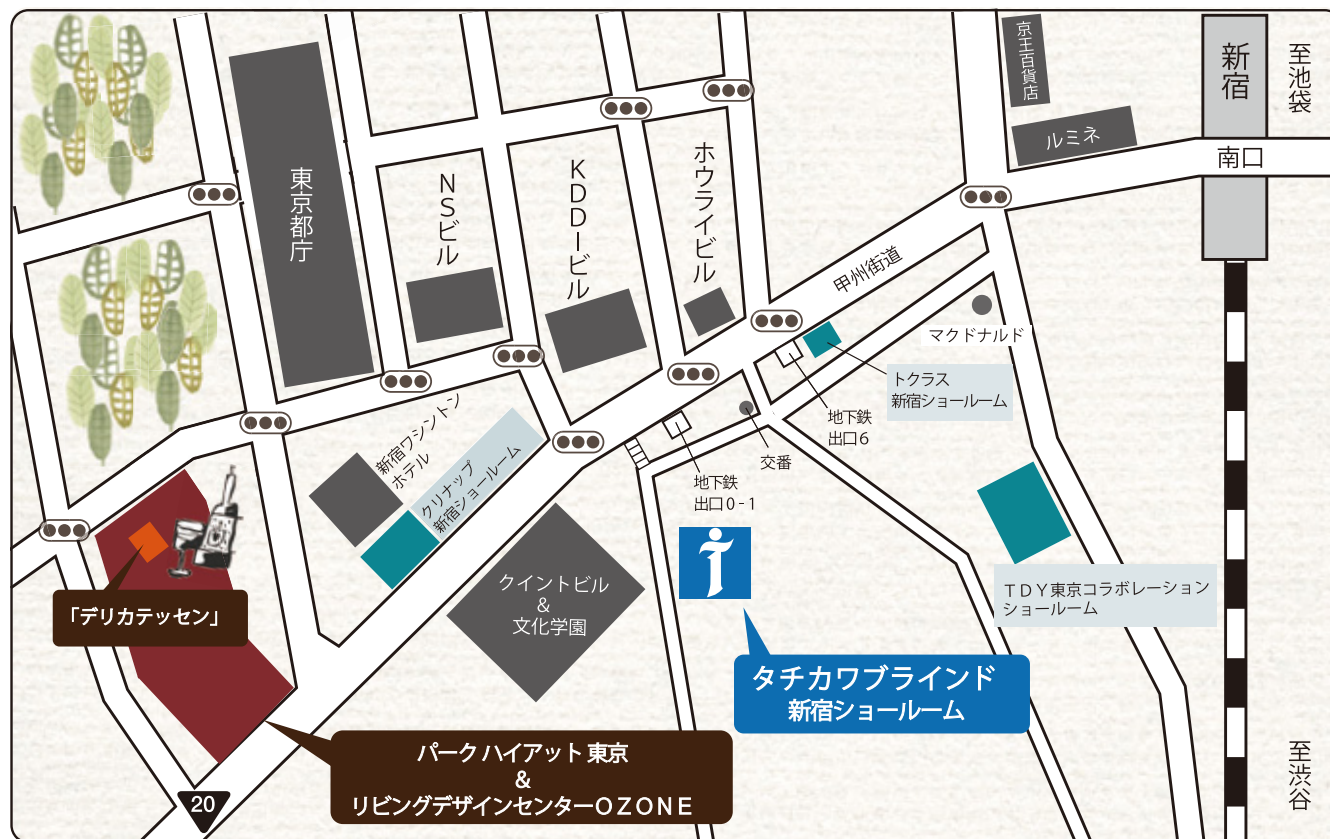 新宿
至池袋
京王百貨店
ルミネ
南口
東京都庁
NSビル
KDDIビル
ホウライビル
甲州街道
マクドナルド
トクラス
新宿ショールーム
地下鉄
出口6
交番
地下鉄
出口0-1
新宿ワシントン
ホテル
クリナップ
新宿ショールーム
クイントビル
&
文化学園
TDY東京コラボレーション
ショールーム
「デリカテッセン」
タチカワブラインド
新宿ショールーム
パーク ハイアット 東京
&
リビングデザインセンターOZONE
20
至渋谷